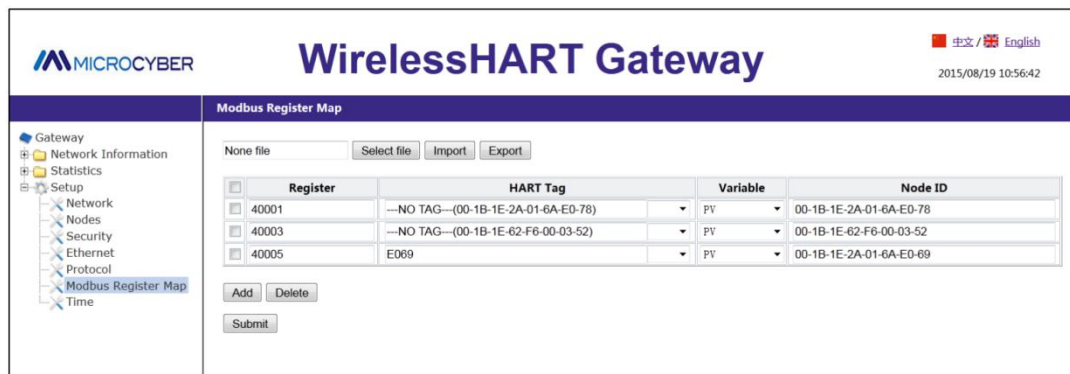 MICROCYBER
WirelessHART Gateway
中文 / English
2015/08/19 10:56:42
Modbus Register Map
Gateway
Network Information
Statistics
Setup
Network
Nodes
Security
Ethernet
Protocol
Modbus Register Map
Time
None file Select file Import Export
Register HART Tag Variable Node ID
40001 ---NO TAG---(00-1B-1E-2A-01-6A-E0-78) PV 00-1B-1E-2A-01-6A-E0-78
40003 ---NO TAG---(00-1B-1E-62-F6-00-03-52) PV 00-1B-1E-62-F6-00-03-52
40005 E069 PV 00-1B-1E-2A-01-6A-E0-69
Add Delete
Submit